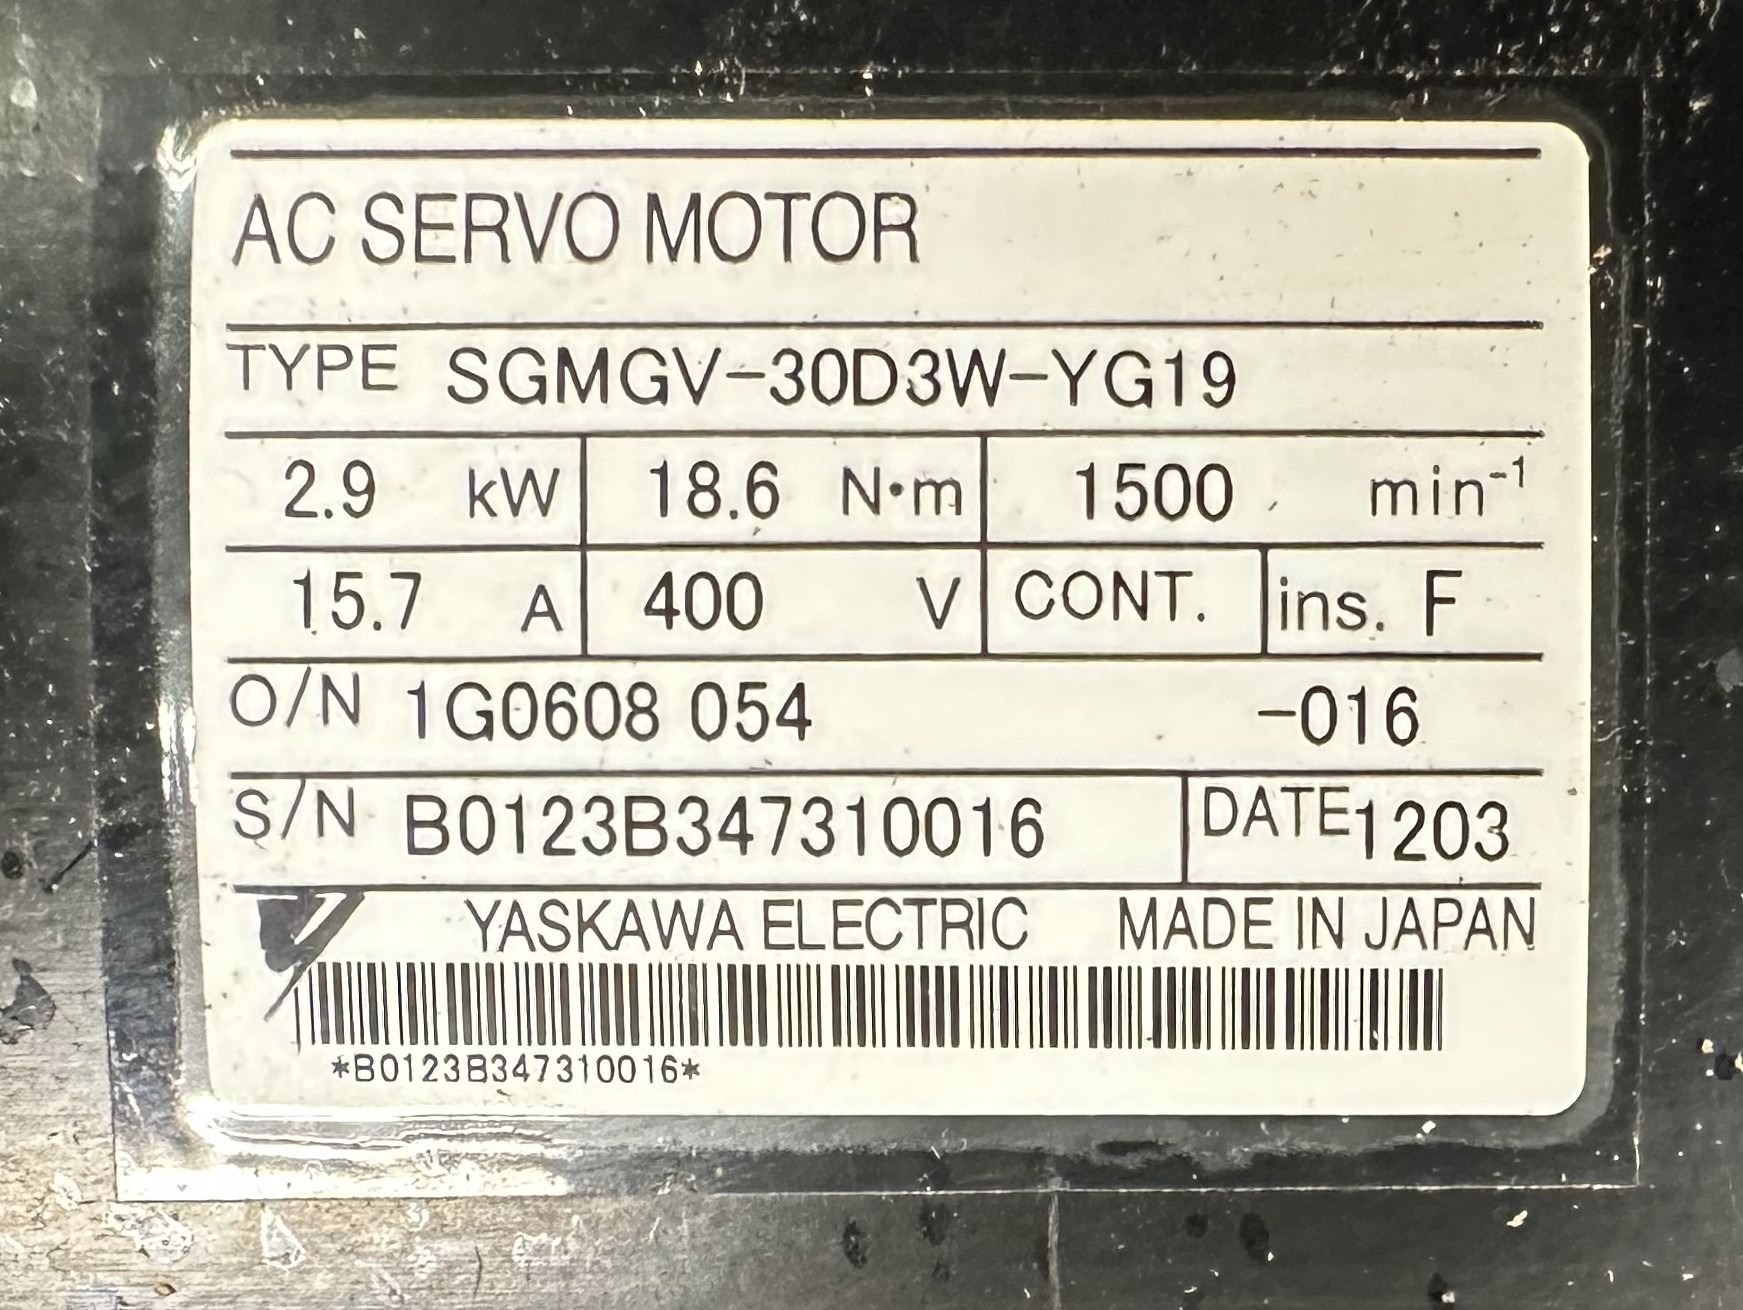 AC SERVO MOTOR
TYPE SGMGV-30D3W-YG19
2.9 kW 18.6 N•m 1500 min⁻¹
15.7 A 400 V CONT. ins. F
O/N 1G0608 054 -016
S/N B0123B347310016 DATE 1203
YASKAWA ELECTRIC MADE IN JAPAN
*B0123B347310016*